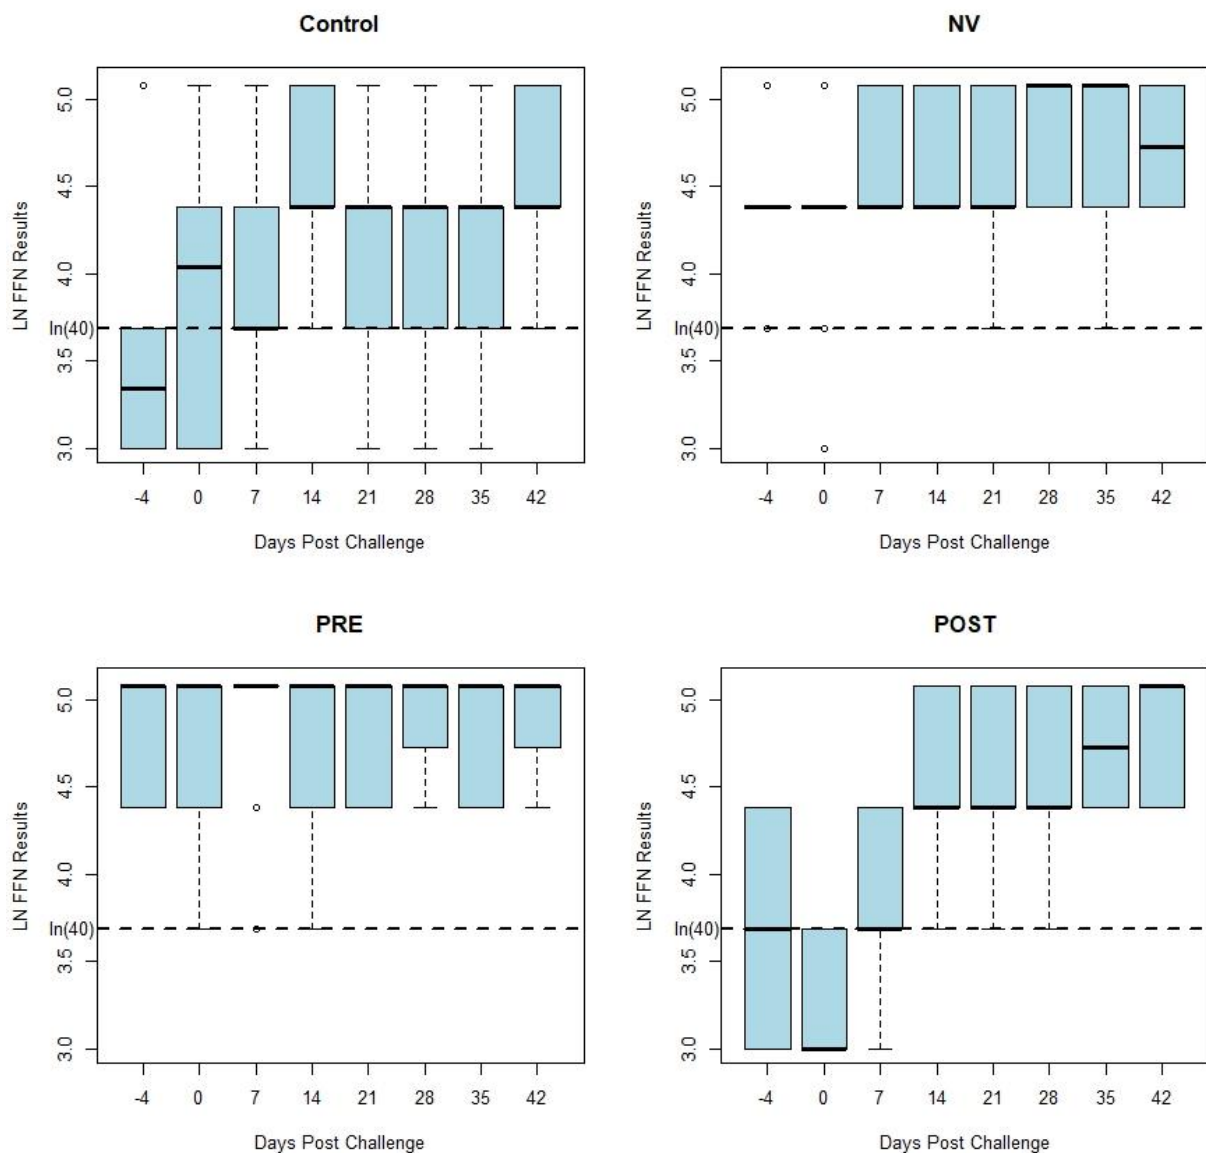 Control
LN FFN Results
5.0
4.5
4.0
ln(40)
3.5
3.0
-4 0 7 14 21 28 35 42
Days Post Challenge
NV
LN FFN Results
5.0
4.5
4.0
ln(40)
3.5
3.0
-4 0 7 14 21 28 35 42
Days Post Challenge
PRE
LN FFN Results
5.0
4.5
4.0
ln(40)
3.5
3.0
-4 0 7 14 21 28 35 42
Days Post Challenge
POST
LN FFN Results
5.0
4.5
4.0
ln(40)
3.5
3.0
-4 0 7 14 21 28 35 42
Days Post Challenge